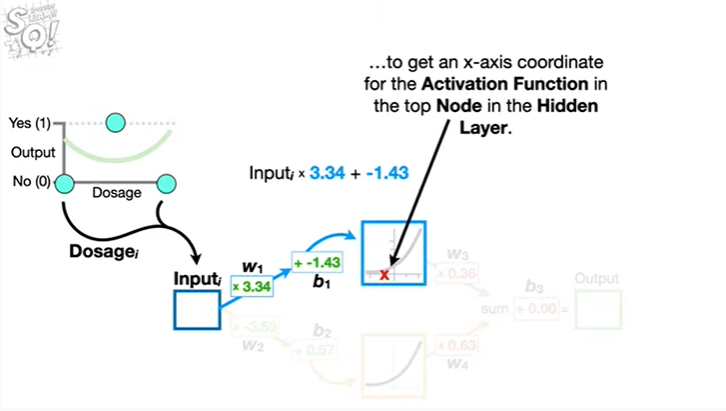 SQ!
...to get an x-axis coordinate
for the Activation Function in
the top Node in the Hidden
Layer.
Yes (1)
Output
No (0)
Dosage
Inputᵢ × 3.34 + -1.43
Dosageᵢ
Inputᵢ
w₁
× 3.34
+ -1.43
b₁
x
w₃
× 0.36
b₃
Output
sum
+ 0.00
=
b₂
+ 0.57
w₂
× 0.63
w₄